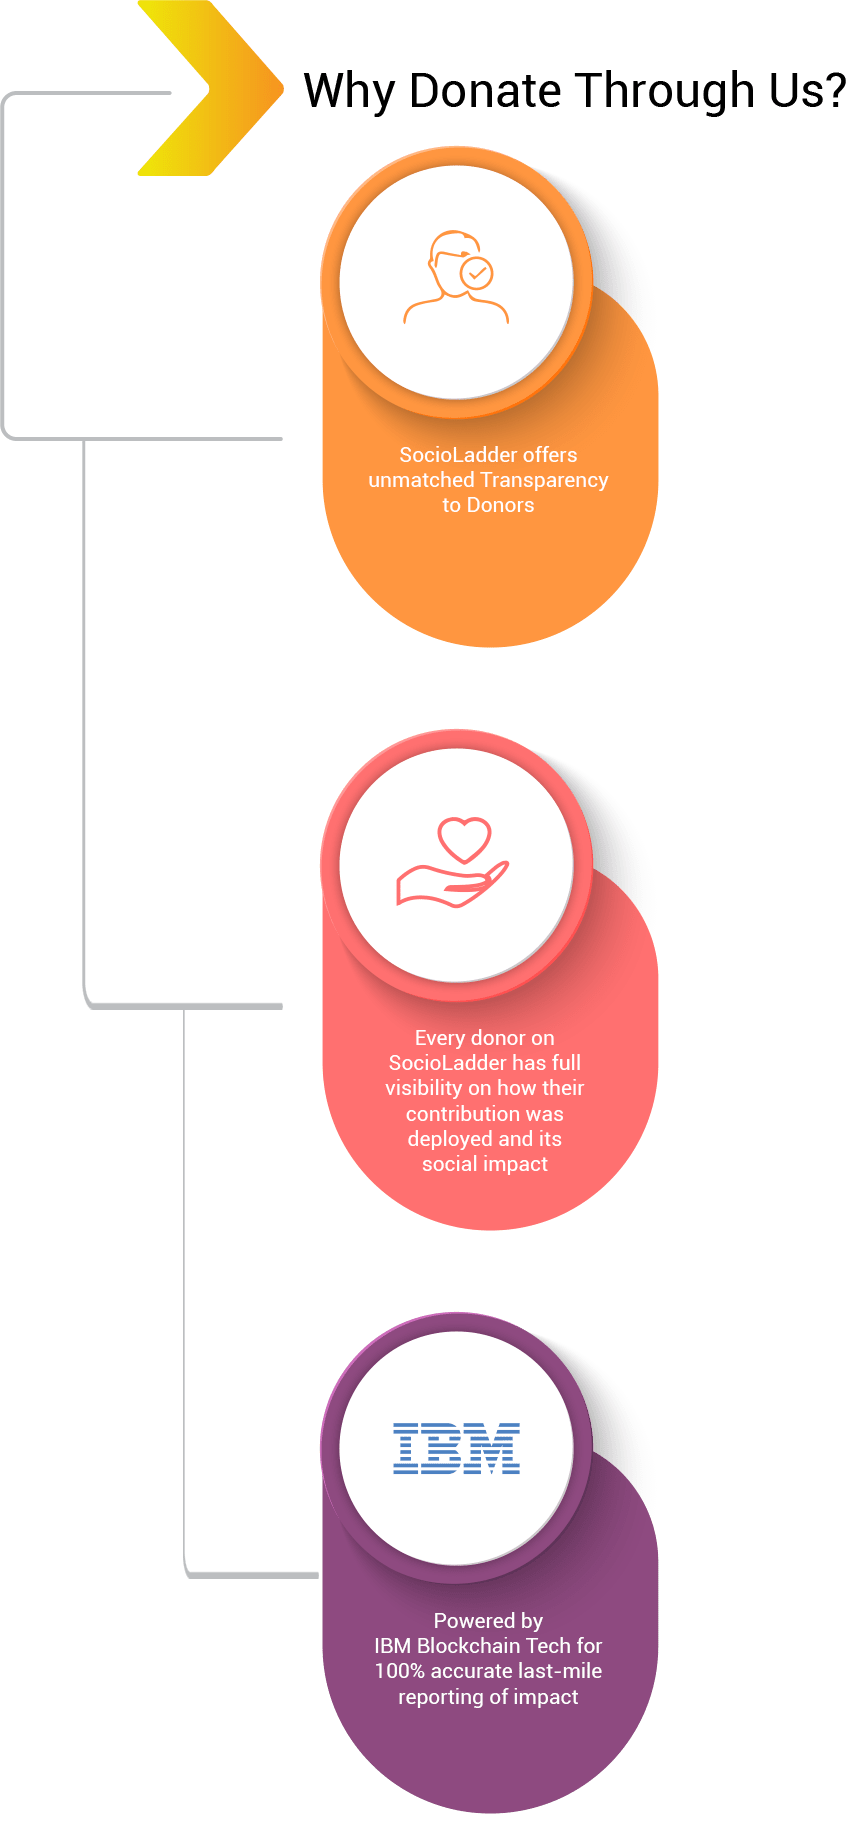 Why Donate Through Us?
SocioLadder offers
unmatched Transparency
to Donors
Every donor on
SocioLadder has full
visibility on how their
contribution was
deployed and its
social impact
IBM
Powered by
IBM Blockchain Tech for
100% accurate last-mile
reporting of impact